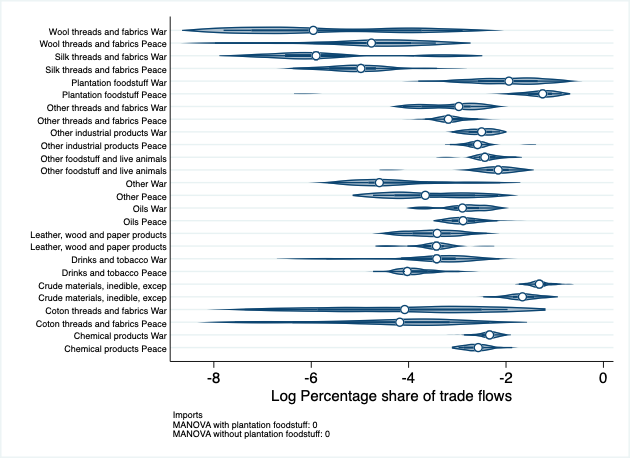 Wool threads and fabrics War
Wool threads and fabrics Peace
Silk threads and fabrics War
Silk threads and fabrics Peace
Plantation foodstuff War
Plantation foodstuff Peace
Other threads and fabrics War
Other threads and fabrics Peace
Other industrial products War
Other industrial products Peace
Other foodstuff and live animals
Other foodstuff and live animals
Other War
Other Peace
Oils War
Oils Peace
Leather, wood and paper products
Leather, wood and paper products
Drinks and tobacco War
Drinks and tobacco Peace
Crude materials, inedible, excep
Crude materials, inedible, excep
Coton threads and fabrics War
Coton threads and fabrics Peace
Chemical products War
Chemical products Peace
-8 -6 -4 -2 0
Log Percentage share of trade flows
Imports
MANOVA with plantation foodstuff: 0
MANOVA without plantation foodstuff: 0